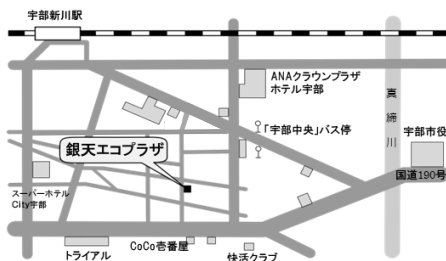 宇部新川駅
ANAクラウンプラザ
ホテル宇部
真締川
「宇部中央」バス停
宇部市役
銀天エコプラザ
国道190号
スーパーホテル
City宇部
トライアル
CoCo壱番屋
快活クラブ